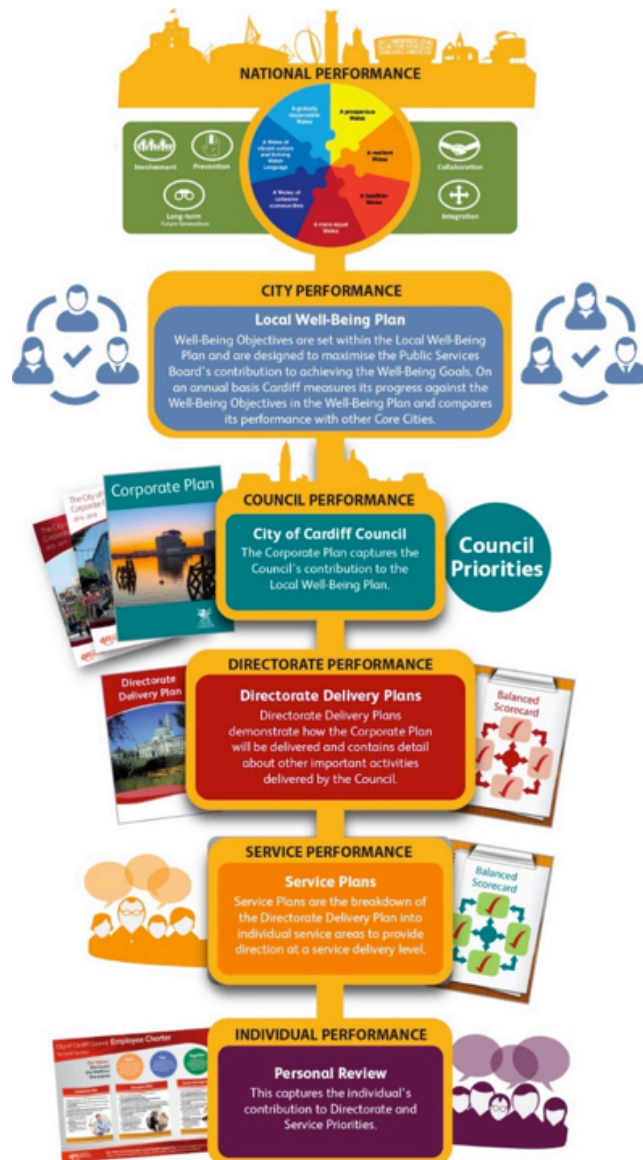 NATIONAL PERFORMANCE
A globally
responsible
Wales
A prosperous
Wales
A Wales of
vibrant culture
and thriving
Welsh
Language
A resilient
Wales
A Wales of
cohesive
communities
A healthier
Wales
A more equal
Wales
Involvement
Prevention
Long-term
Future Generations
Collaboration
Integration
CITY PERFORMANCE
Local Well-Being Plan
Well-Being Objectives are set within the Local Well-Being
Plan and are designed to maximise the Public Services
Board's contribution to achieving the Well-Being Goals. On
an annual basis Cardiff measures its progress against the
Well-Being Objectives in the Well-Being Plan and compares
its performance with other Core Cities.
The City of
Corporate
The City of
Corporate
Corporate Plan
COUNCIL PERFORMANCE
City of Cardiff Council
The Corporate Plan captures the
Council's contribution to the
Local Well-Being Plan.
Council
Priorities
Directorate
Delivery Plan
DIRECTORATE PERFORMANCE
Directorate Delivery Plans
Directorate Delivery Plans
demonstrate how the Corporate Plan
will be delivered and contains detail
about other important activities
delivered by the Council.
Balanced
Scorecard
SERVICE PERFORMANCE
Service Plans
Service Plans are the breakdown of
the Directorate Delivery Plan into
individual service areas to provide
direction at a service delivery level.
Balanced
Scorecard
City of Cardiff Council Employee Charter
INDIVIDUAL PERFORMANCE
Personal Review
This captures the individual's
contribution to Directorate and
Service Priorities.